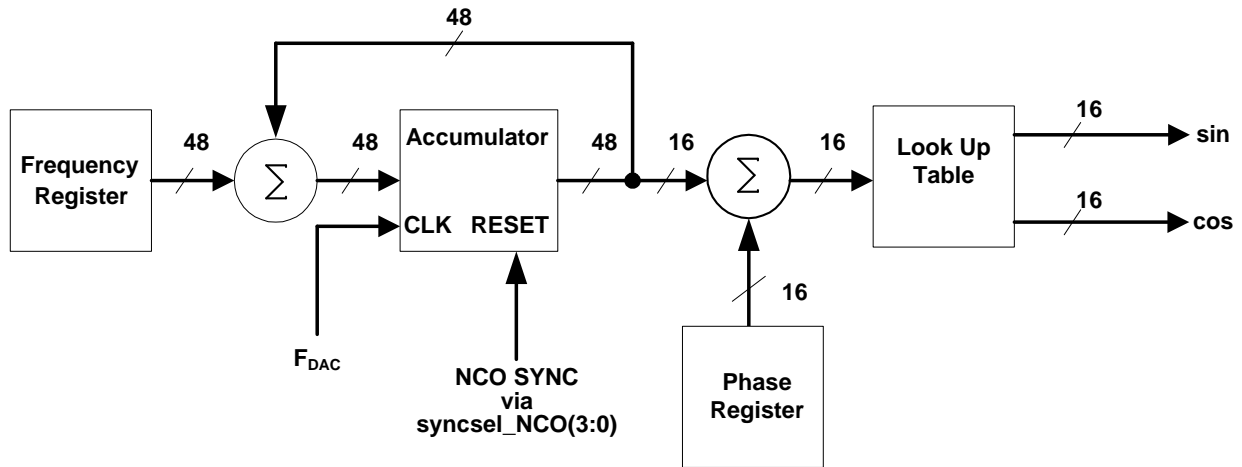 48
Frequency
Register
48
Σ
48
Accumulator
CLK RESET
48
16
Σ
16
Look Up
Table
16
sin
16
cos
F_DAC
NCO SYNC
via
syncsel_NCO(3:0)
16
Phase
Register